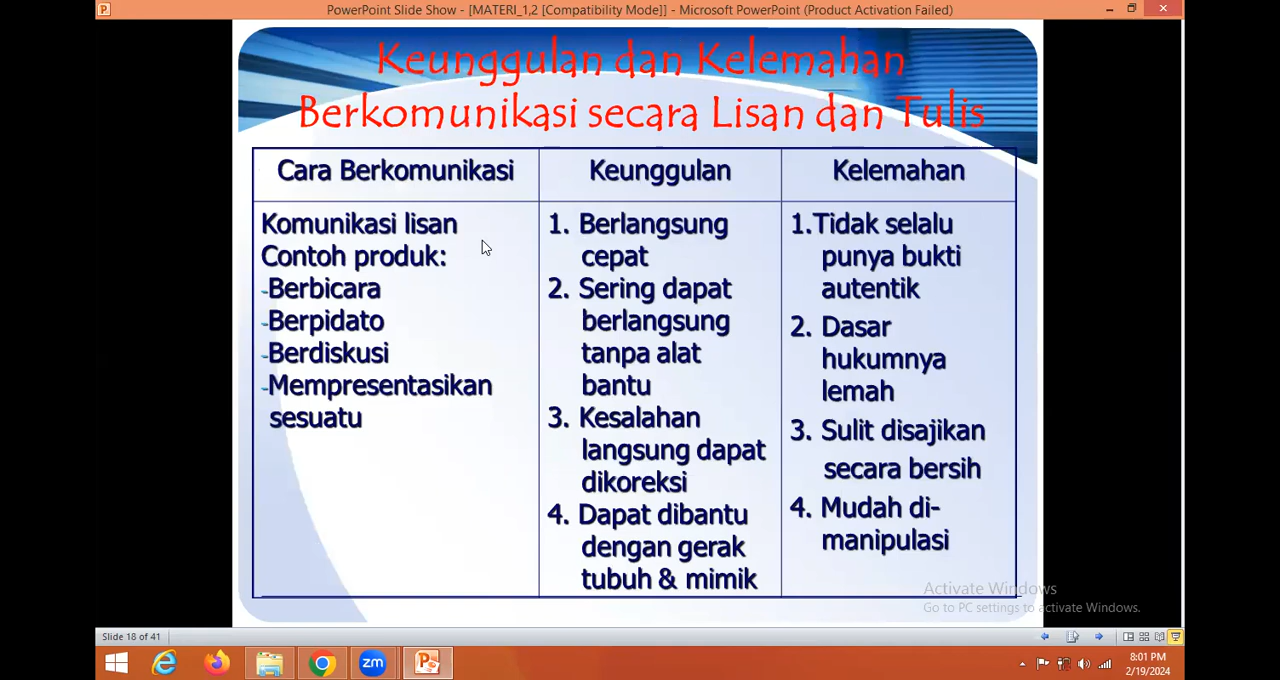 PowerPoint Slide Show - [MATERI_1,2 [Compatibility Mode]] - Microsoft PowerPoint (Product Activation Failed)
Keunggulan dan Kelemahan
Berkomunikasi secara Lisan dan Tulis
Cara Berkomunikasi
Keunggulan
Kelemahan
Komunikasi lisan
Contoh produk:
-Berbicara
-Berpidato
-Berdiskusi
-Mempresentasikan
sesuatu
1. Berlangsung
cepat
2. Sering dapat
berlangsung
tanpa alat
bantu
3. Kesalahan
langsung dapat
dikoreksi
4. Dapat dibantu
dengan gerak
tubuh & mimik
1.Tidak selalu
punya bukti
autentik
2. Dasar
hukumnya
lemah
3. Sulit disajikan
secara bersih
4. Mudah di-
manipulasi
Activate Windows
Go to PC settings to activate Windows.
Slide 18 of 41
zm
8:01 PM
2/19/2024